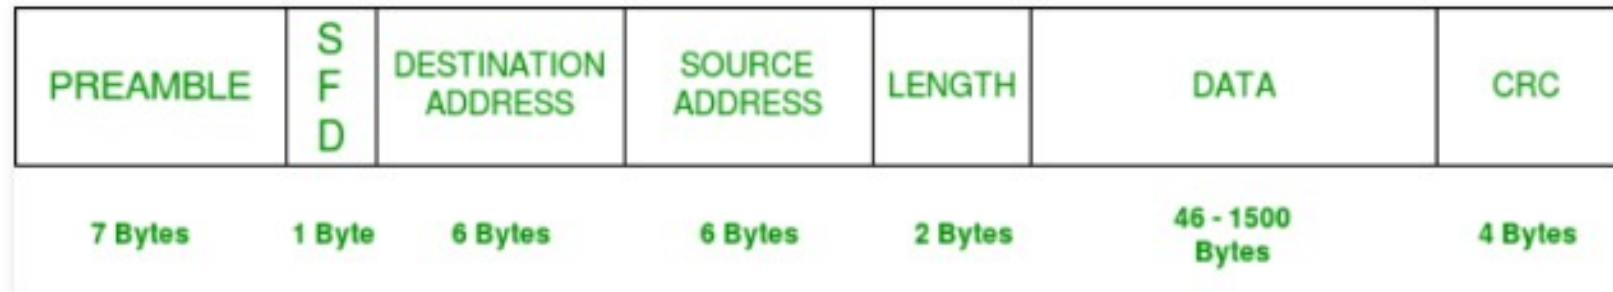 PREAMBLE
S
F
D
DESTINATION
ADDRESS
SOURCE
ADDRESS
LENGTH
DATA
CRC
7 Bytes
1 Byte
6 Bytes
6 Bytes
2 Bytes
46 - 1500
Bytes
4 Bytes